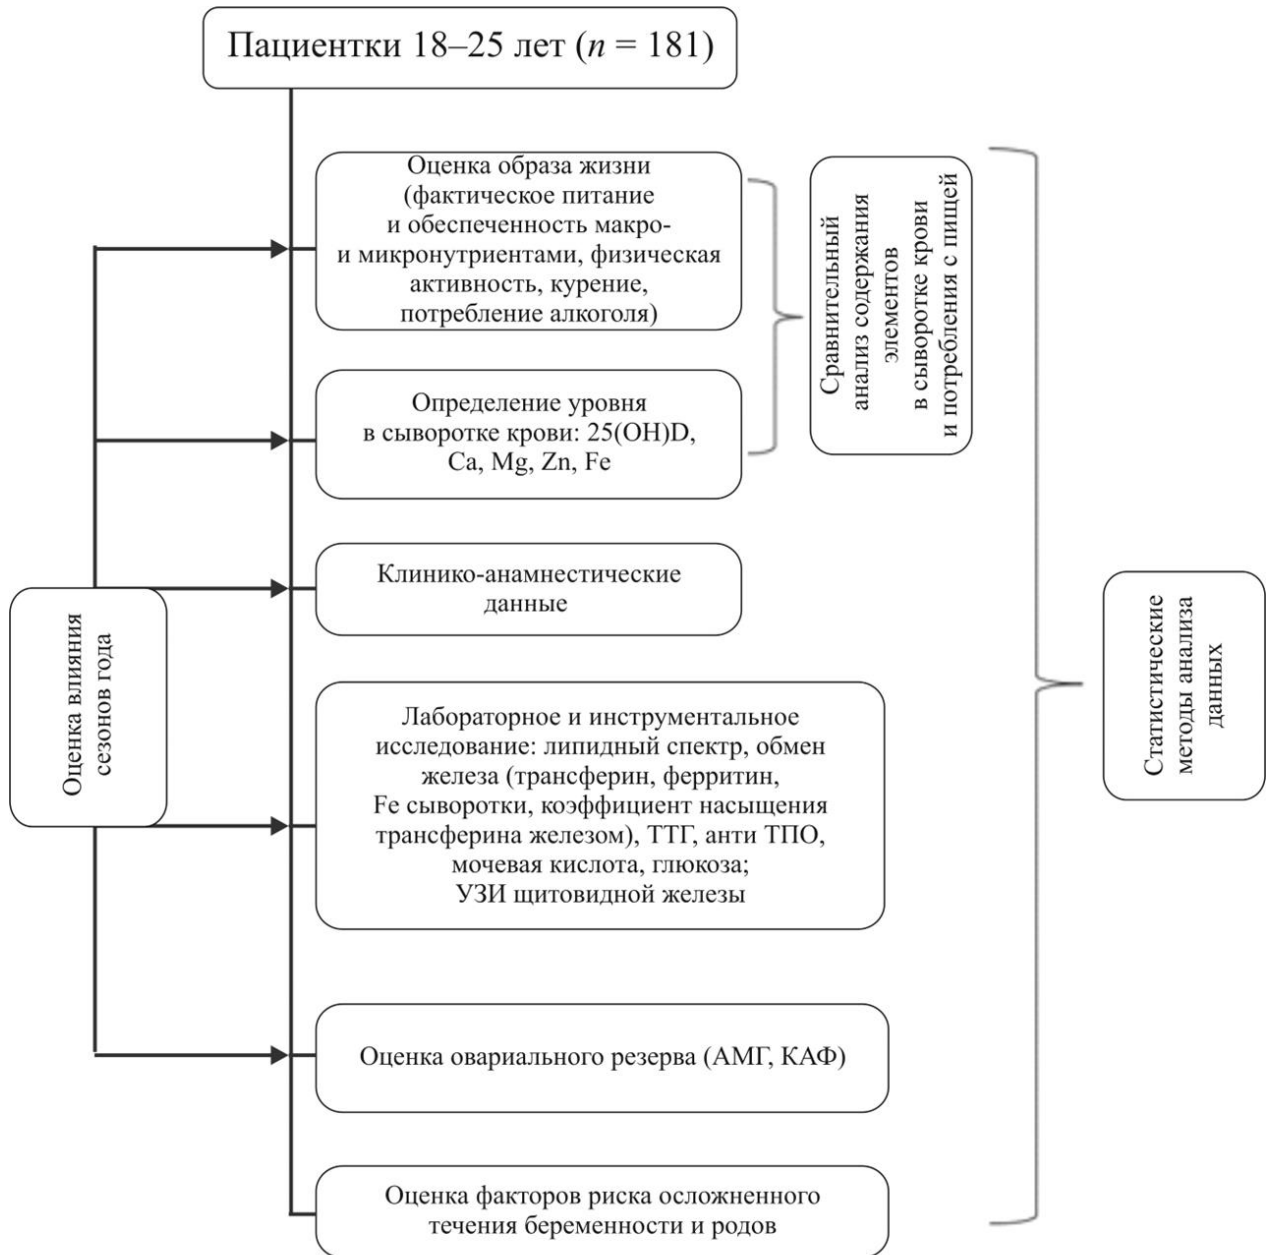 Пациентки 18–25 лет (n = 181)
Оценка образа жизни
(фактическое питание
и обеспеченность макро-
и микронутриентами, физическая
активность, курение,
потребление алкоголя)
Сравнительный
анализ содержания
элементов
в сыворотке крови
и потребления с пищей
Определение уровня
в сыворотке крови: 25(OH)D,
Ca, Mg, Zn, Fe
Клинико-анамнестические
данные
Оценка влияния
сезонов года
Статистические
методы анализа
данных
Лабораторное и инструментальное
исследование: липидный спектр, обмен
железа (трансферин, ферритин,
Fe сыворотки, коэффициент насыщения
трансферина железом), ТТГ, анти ТПО,
мочевая кислота, глюкоза;
УЗИ щитовидной железы
Оценка овариального резерва (АМГ, КАФ)
Оценка факторов риска осложненного
течения беременности и родов